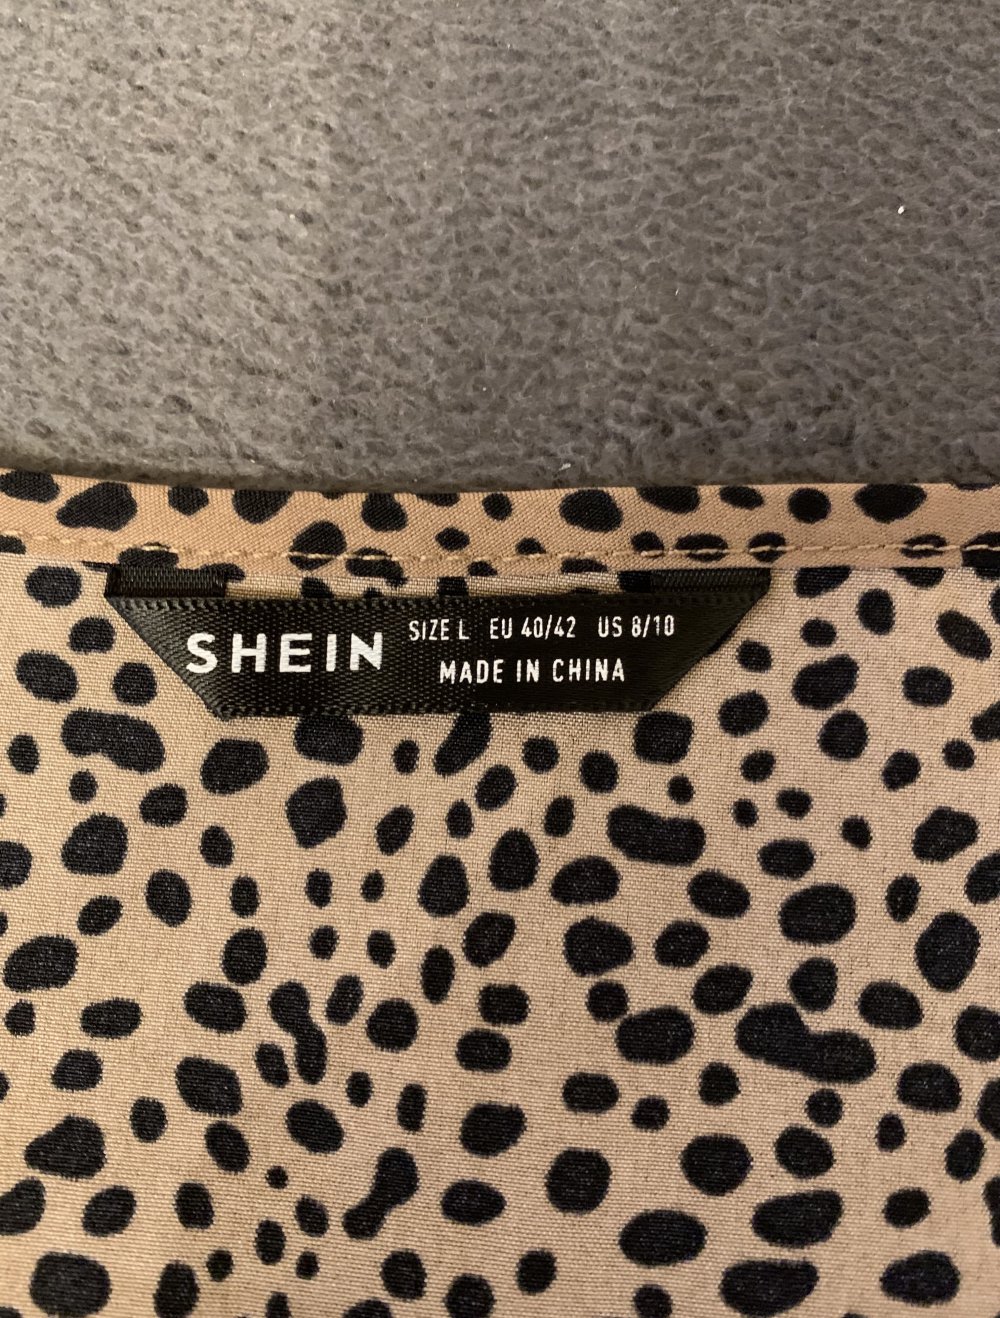 SHEIN
SIZE L EU 40/42 US 8/10
MADE IN CHINA